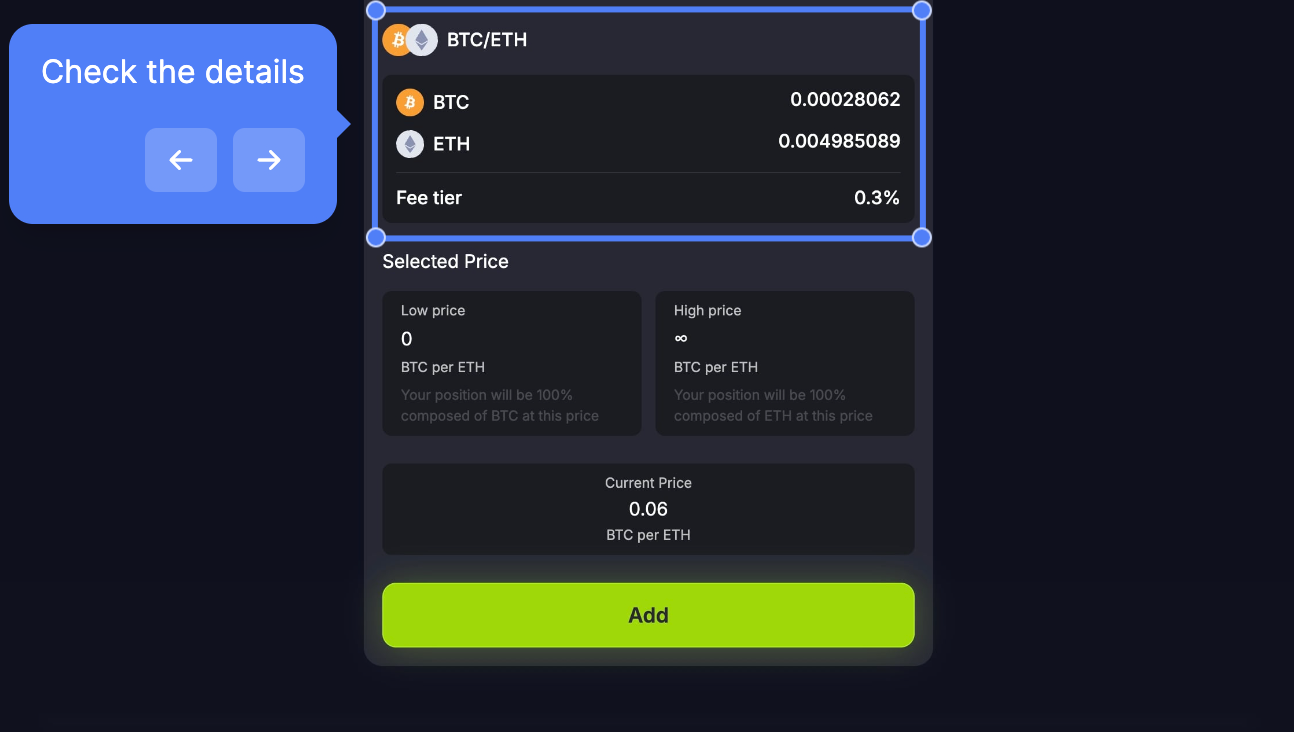 Check the details
BTC/ETH
BTC 0.00028062
ETH 0.004985089
Fee tier 0.3%
Selected Price
Low price
0
BTC per ETH
Your position will be 100%
composed of BTC at this price
High price
∞
BTC per ETH
Your position will be 100%
composed of ETH at this price
Current Price
0.06
BTC per ETH
Add